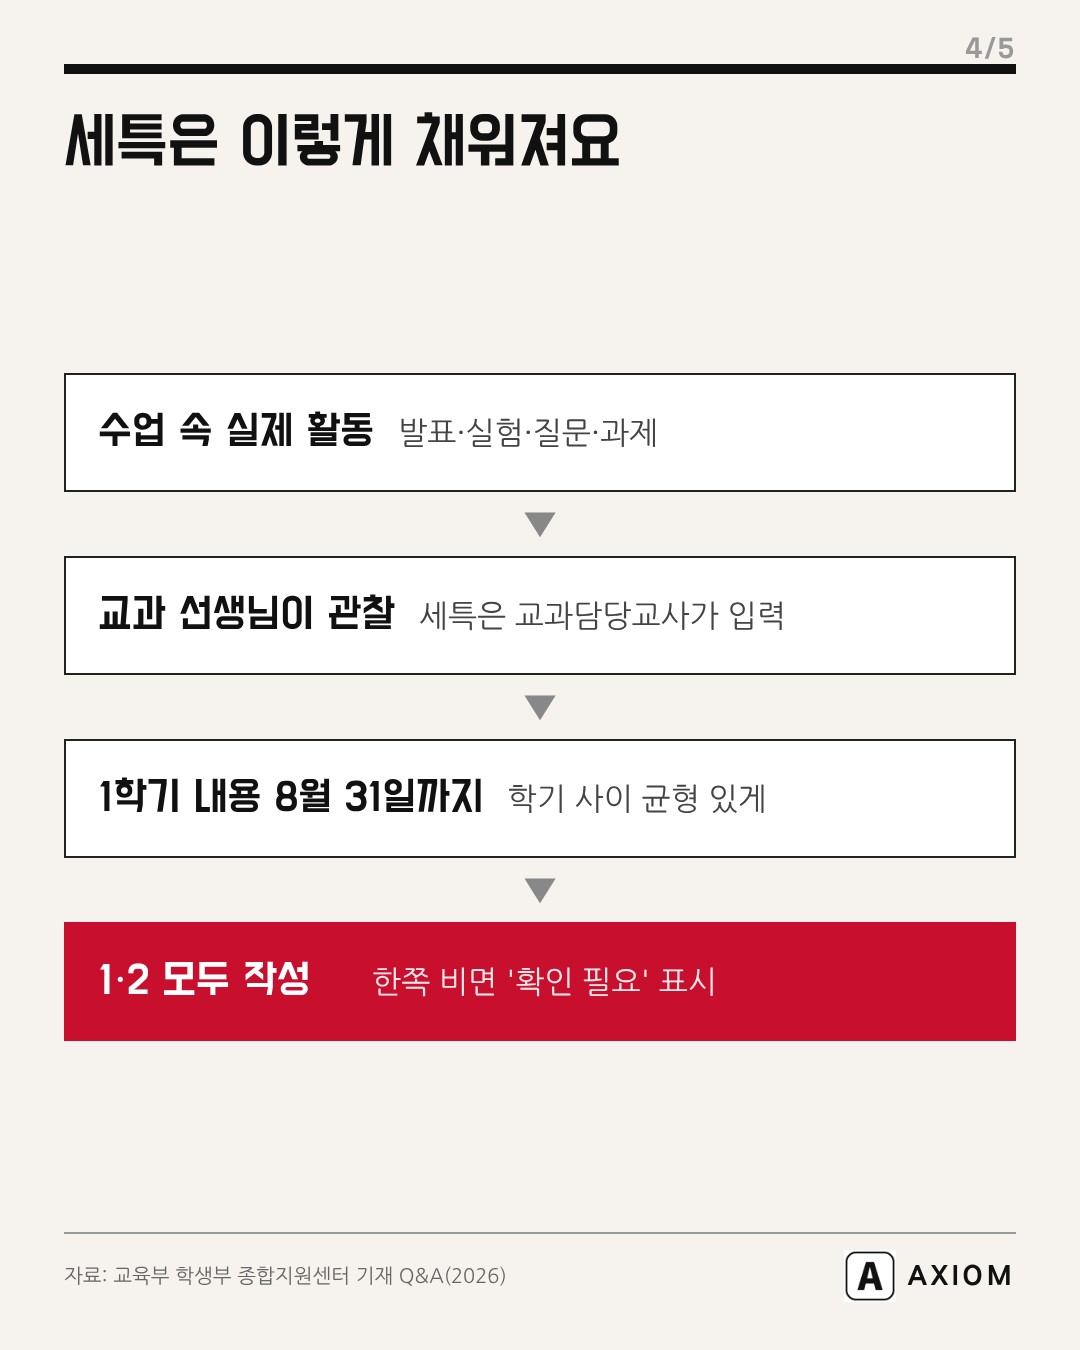 4/5
세특은 이렇게 채워져요
수업 속 실제 활동 발표·실험·질문·과제
교과 선생님이 관찰 세특은 교과담당교사가 입력
1학기 내용 8월 31일까지 학기 사이 균형 있게
1·2 모두 작성 한쪽 비면 '확인 필요' 표시
자료: 교육부 학생부 종합지원센터 기재 Q&A(2026)
A AXIOM